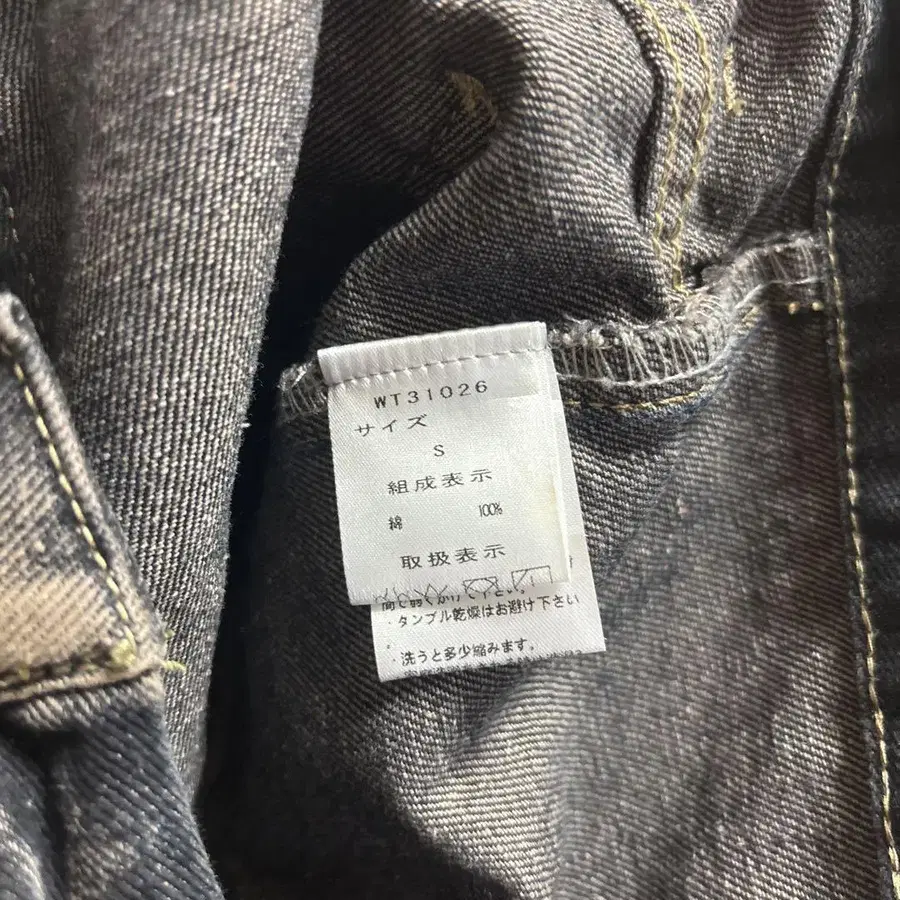 WT31026
サイズ
S
組成表示
綿 100%
取扱表示
・タンブル乾燥はお避け下さい
・洗うと多少縮みます。